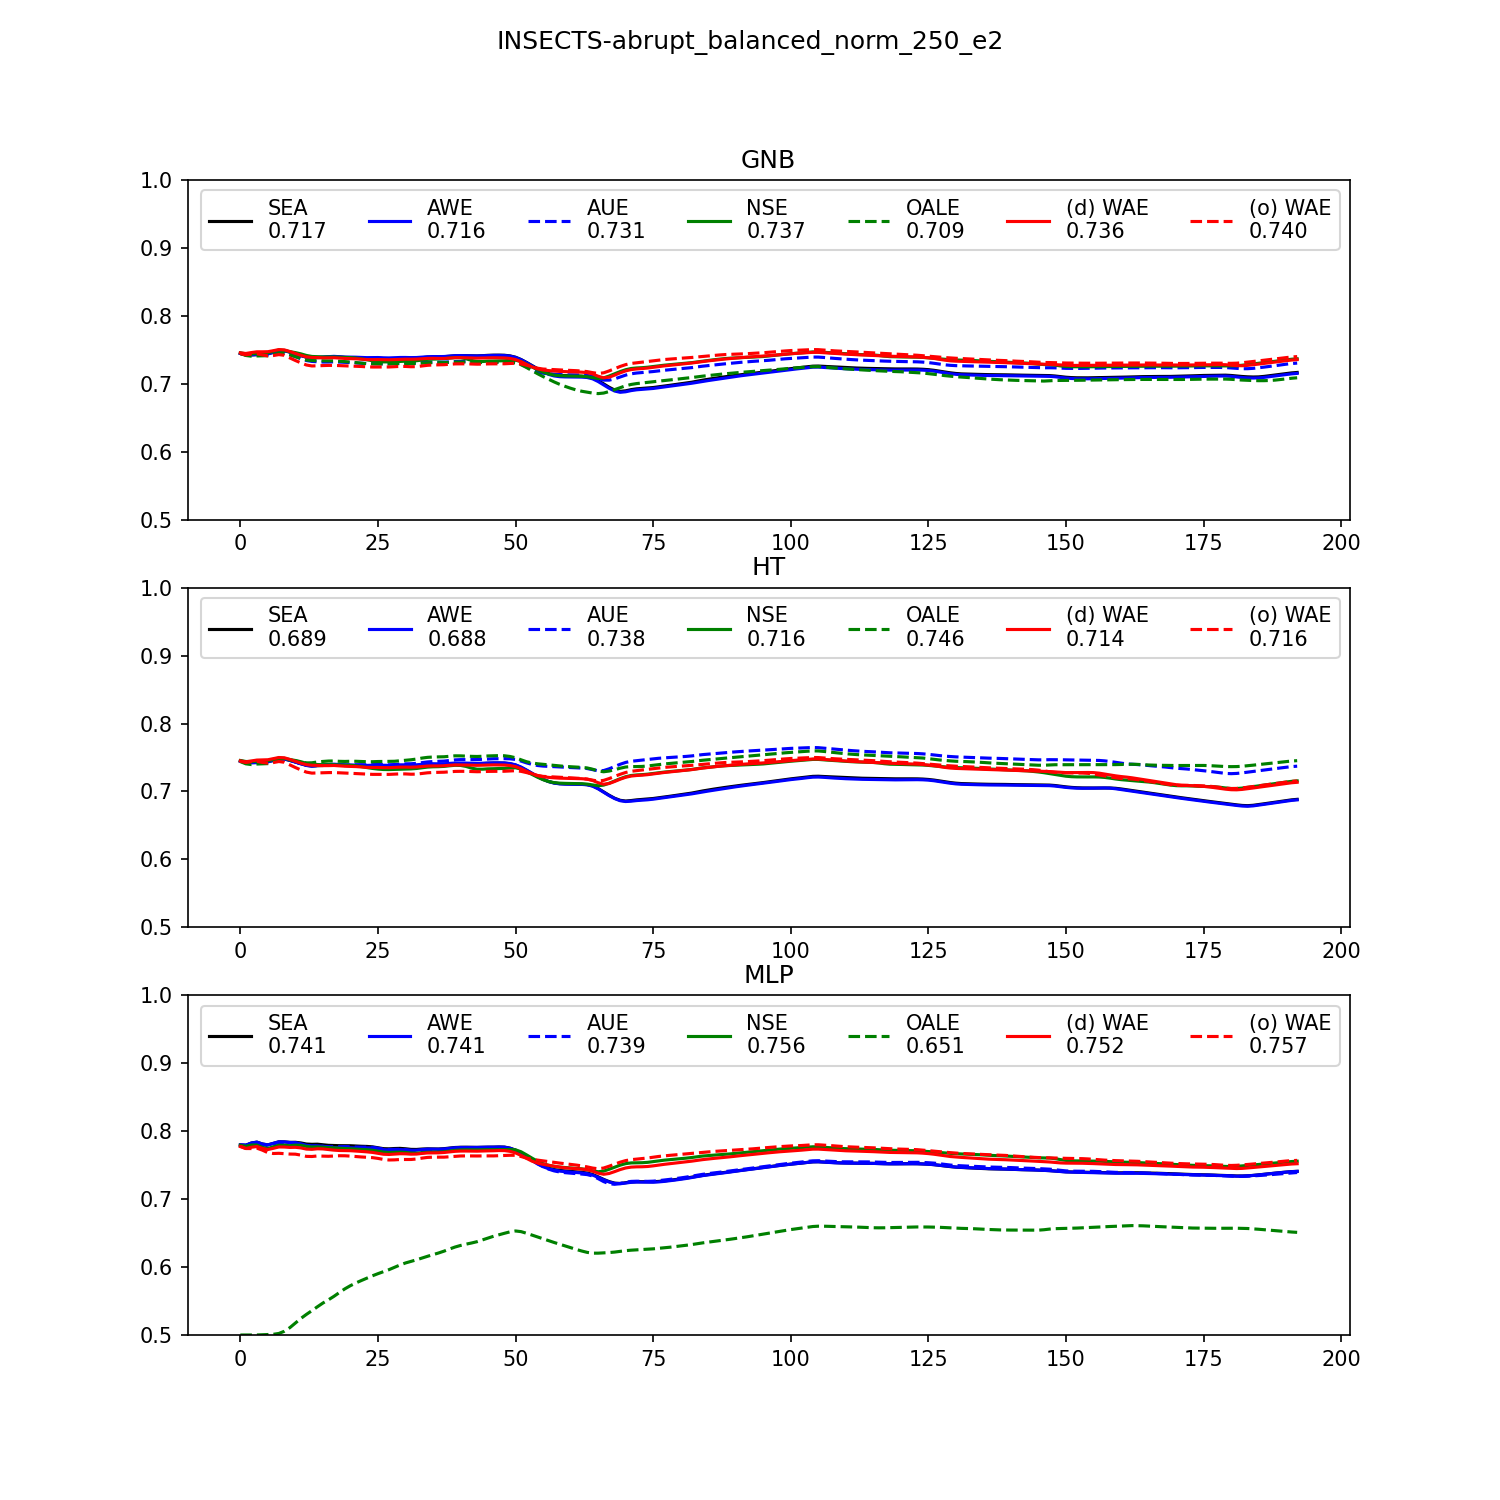 INSECTS-abrupt_balanced_norm_250_e2
GNB
1.0
0.9
0.8
0.7
0.6
0.5
SEA AWE AUE NSE OALE (d) WAE (o) WAE
0.717 0.716 0.731 0.737 0.709 0.736 0.740
0 25 50 75 100 125 150 175 200
HT
1.0
0.9
0.8
0.7
0.6
0.5
SEA AWE AUE NSE OALE (d) WAE (o) WAE
0.689 0.688 0.738 0.716 0.746 0.714 0.716
0 25 50 75 100 125 150 175 200
MLP
1.0
0.9
0.8
0.7
0.6
0.5
SEA AWE AUE NSE OALE (d) WAE (o) WAE
0.741 0.741 0.739 0.756 0.651 0.752 0.757
0 25 50 75 100 125 150 175 200